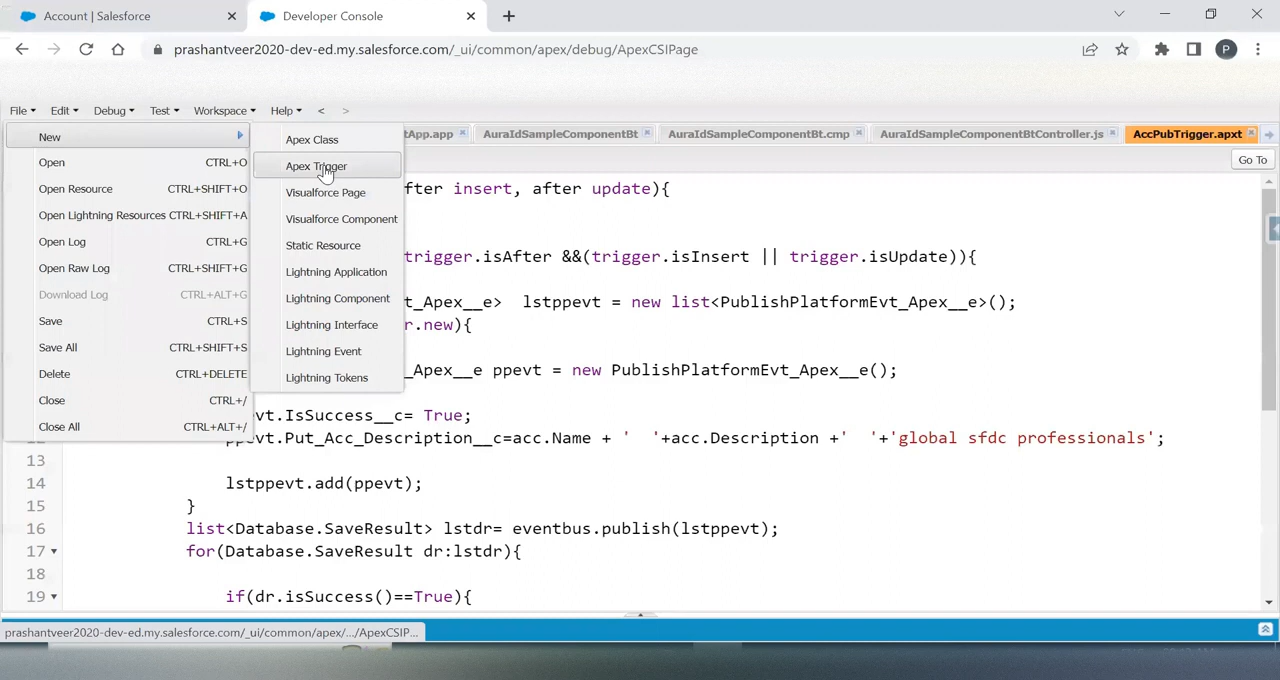 Account | Salesforce
Developer Console
prashantveer2020-dev-ed.my.salesforce.com/_ui/common/apex/debug/ApexCSIPage
P
File Edit Debug Test Workspace Help < >
New
Open CTRL+O
Open Resource CTRL+SHIFT+O
Open Lightning Resources CTRL+SHIFT+A
Open Log CTRL+G
Open Raw Log CTRL+SHIFT+G
Download Log CTRL+ALT+G
Save CTRL+S
Save All CTRL+SHIFT+S
Delete CTRL+DELETE
Close CTRL+/
Close All CTRL+ALT+/
Apex Class
Apex Trigger
Visualforce Page
Visualforce Component
Static Resource
Lightning Application
Lightning Component
Lightning Interface
Lightning Event
Lightning Tokens
tApp.app AuraIdSampleComponentBt AuraIdSampleComponentBt.cmp AuraIdSampleComponentBtController.js AccPubTrigger.apxt
Go To
fter insert, after update){
trigger.isAfter &&(trigger.isInsert || trigger.isUpdate)){
t_Apex__e> lstppevt = new list<PublishPlatformEvt_Apex__e>();
r.new){
_Apex__e ppevt = new PublishPlatformEvt_Apex__e();
vt.IsSuccess__c= True;
ppevt.Put_Acc_Description__c=acc.Name + ' '+acc.Description +' '+'global sfdc professionals';
13
14 lstppevt.add(ppevt);
15 }
16 list<Database.SaveResult> lstdr= eventbus.publish(lstppevt);
17 for(Database.SaveResult dr:lstdr){
18
19 if(dr.isSuccess()==True){
prashantveer2020-dev-ed.my.salesforce.com/_ui/common/apex/.../ApexCSIP...